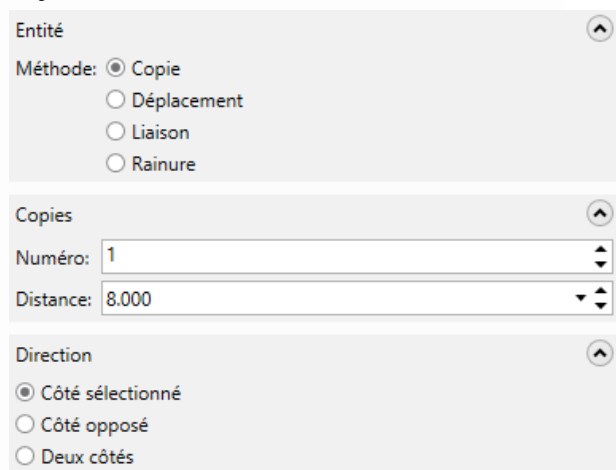 Entité
Méthode: Copie
Déplacement
Liaison
Rainure
Copies
Numéro: 1
Distance: 8.000
Direction
Côté sélectionné
Côté opposé
Deux côtés